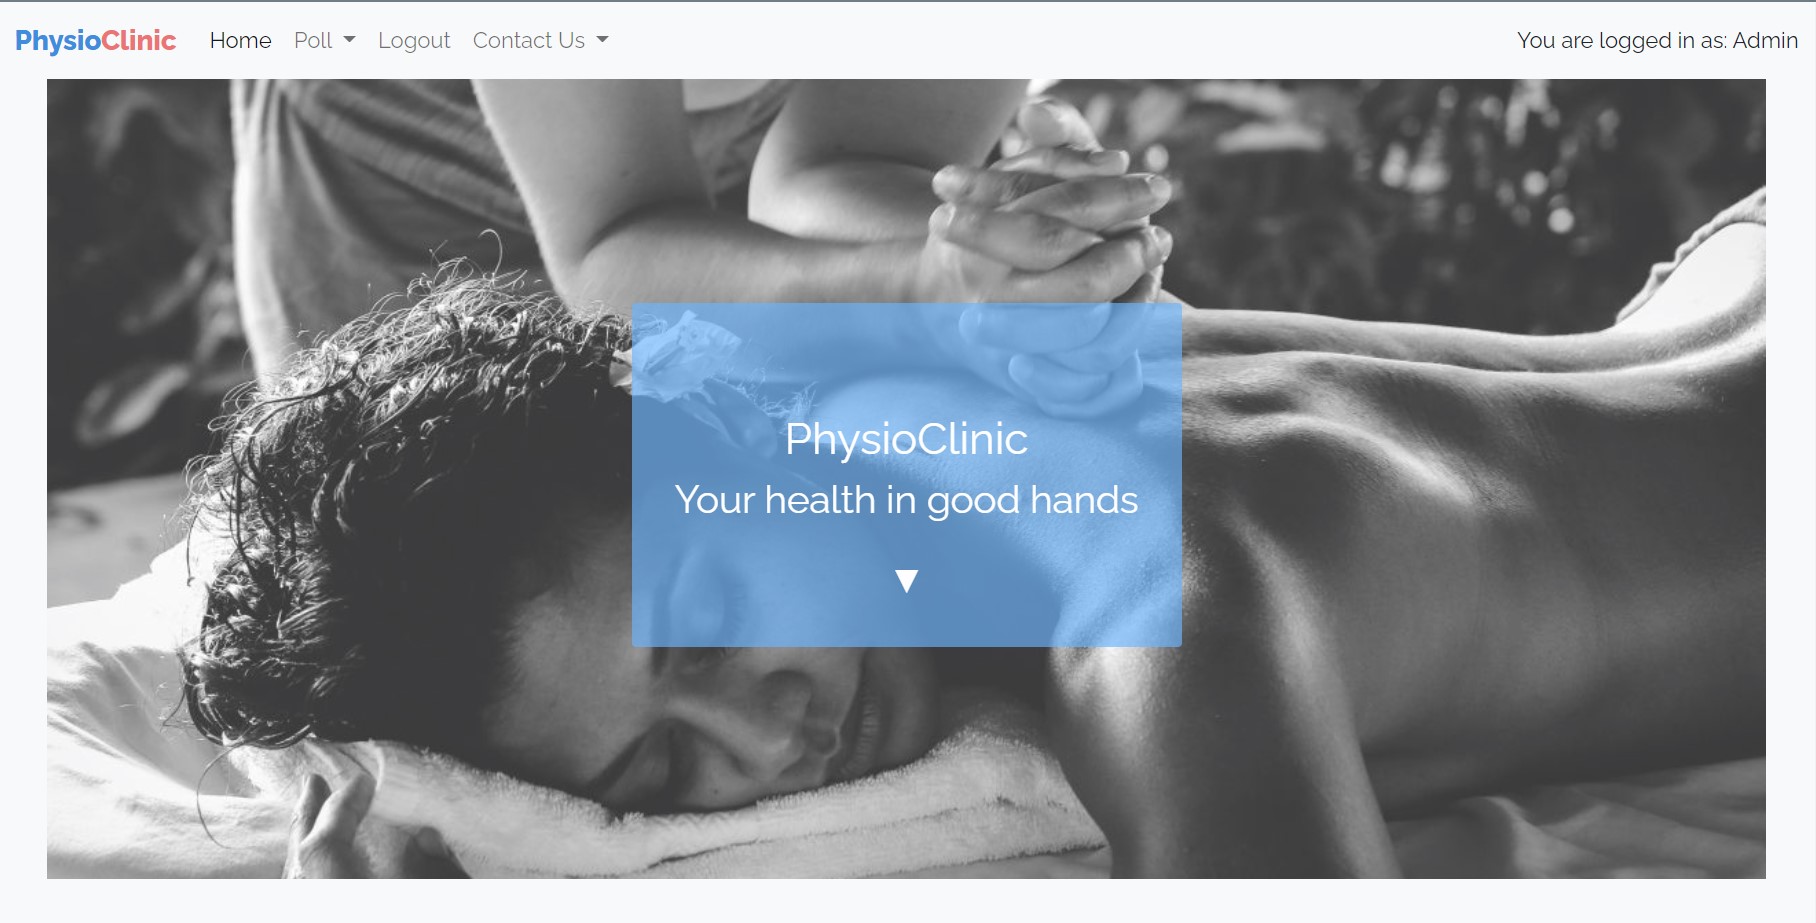 PhysioClinic Home Poll Logout Contact Us You are logged in as: Admin
PhysioClinic
Your health in good hands